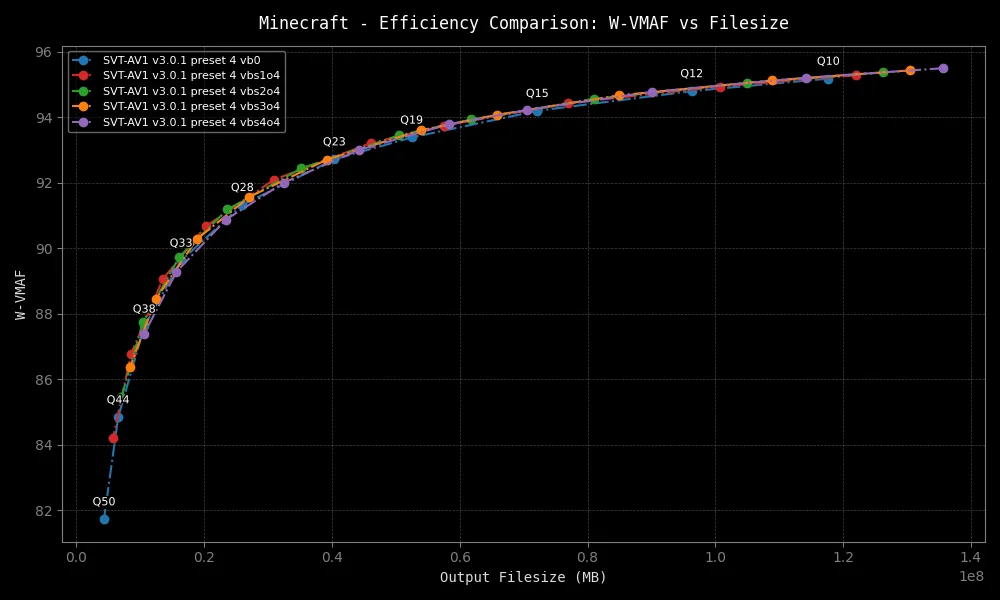 Minecraft - Efficiency Comparison: W-VMAF vs Filesize
SVT-AV1 v3.0.1 preset 4 vb0
SVT-AV1 v3.0.1 preset 4 vbs1o4
SVT-AV1 v3.0.1 preset 4 vbs2o4
SVT-AV1 v3.0.1 preset 4 vbs3o4
SVT-AV1 v3.0.1 preset 4 vbs4o4
96
94
92
90
88
86
84
82
W-VMAF
Q10
Q12
Q15
Q19
Q23
Q28
Q33
Q38
Q44
Q50
0.0
0.2
0.4
0.6
0.8
1.0
1.2
1.4
1e8
Output Filesize (MB)